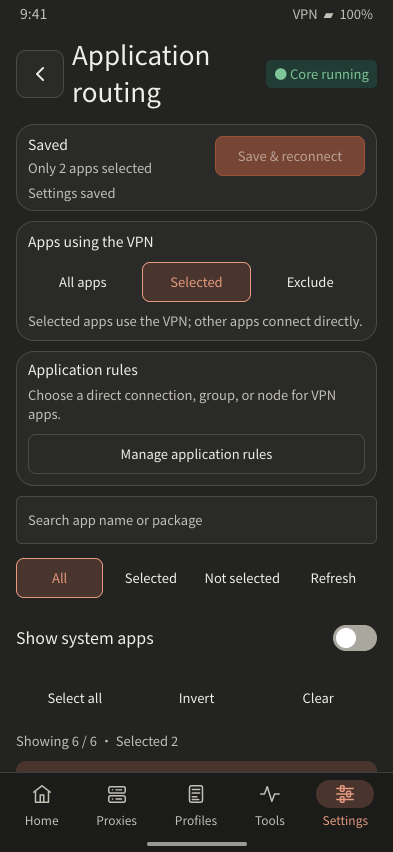 9:41
VPN 100%
Application
routing
Core running
Saved
Only 2 apps selected
Settings saved
Save & reconnect
Apps using the VPN
All apps
Selected
Exclude
Selected apps use the VPN; other apps connect directly.
Application rules
Choose a direct connection, group, or node for VPN
apps.
Manage application rules
Search app name or package
All
Selected
Not selected
Refresh
Show system apps
Select all
Invert
Clear
Showing 6 / 6 • Selected 2
Home
Proxies
Profiles
Tools
Settings